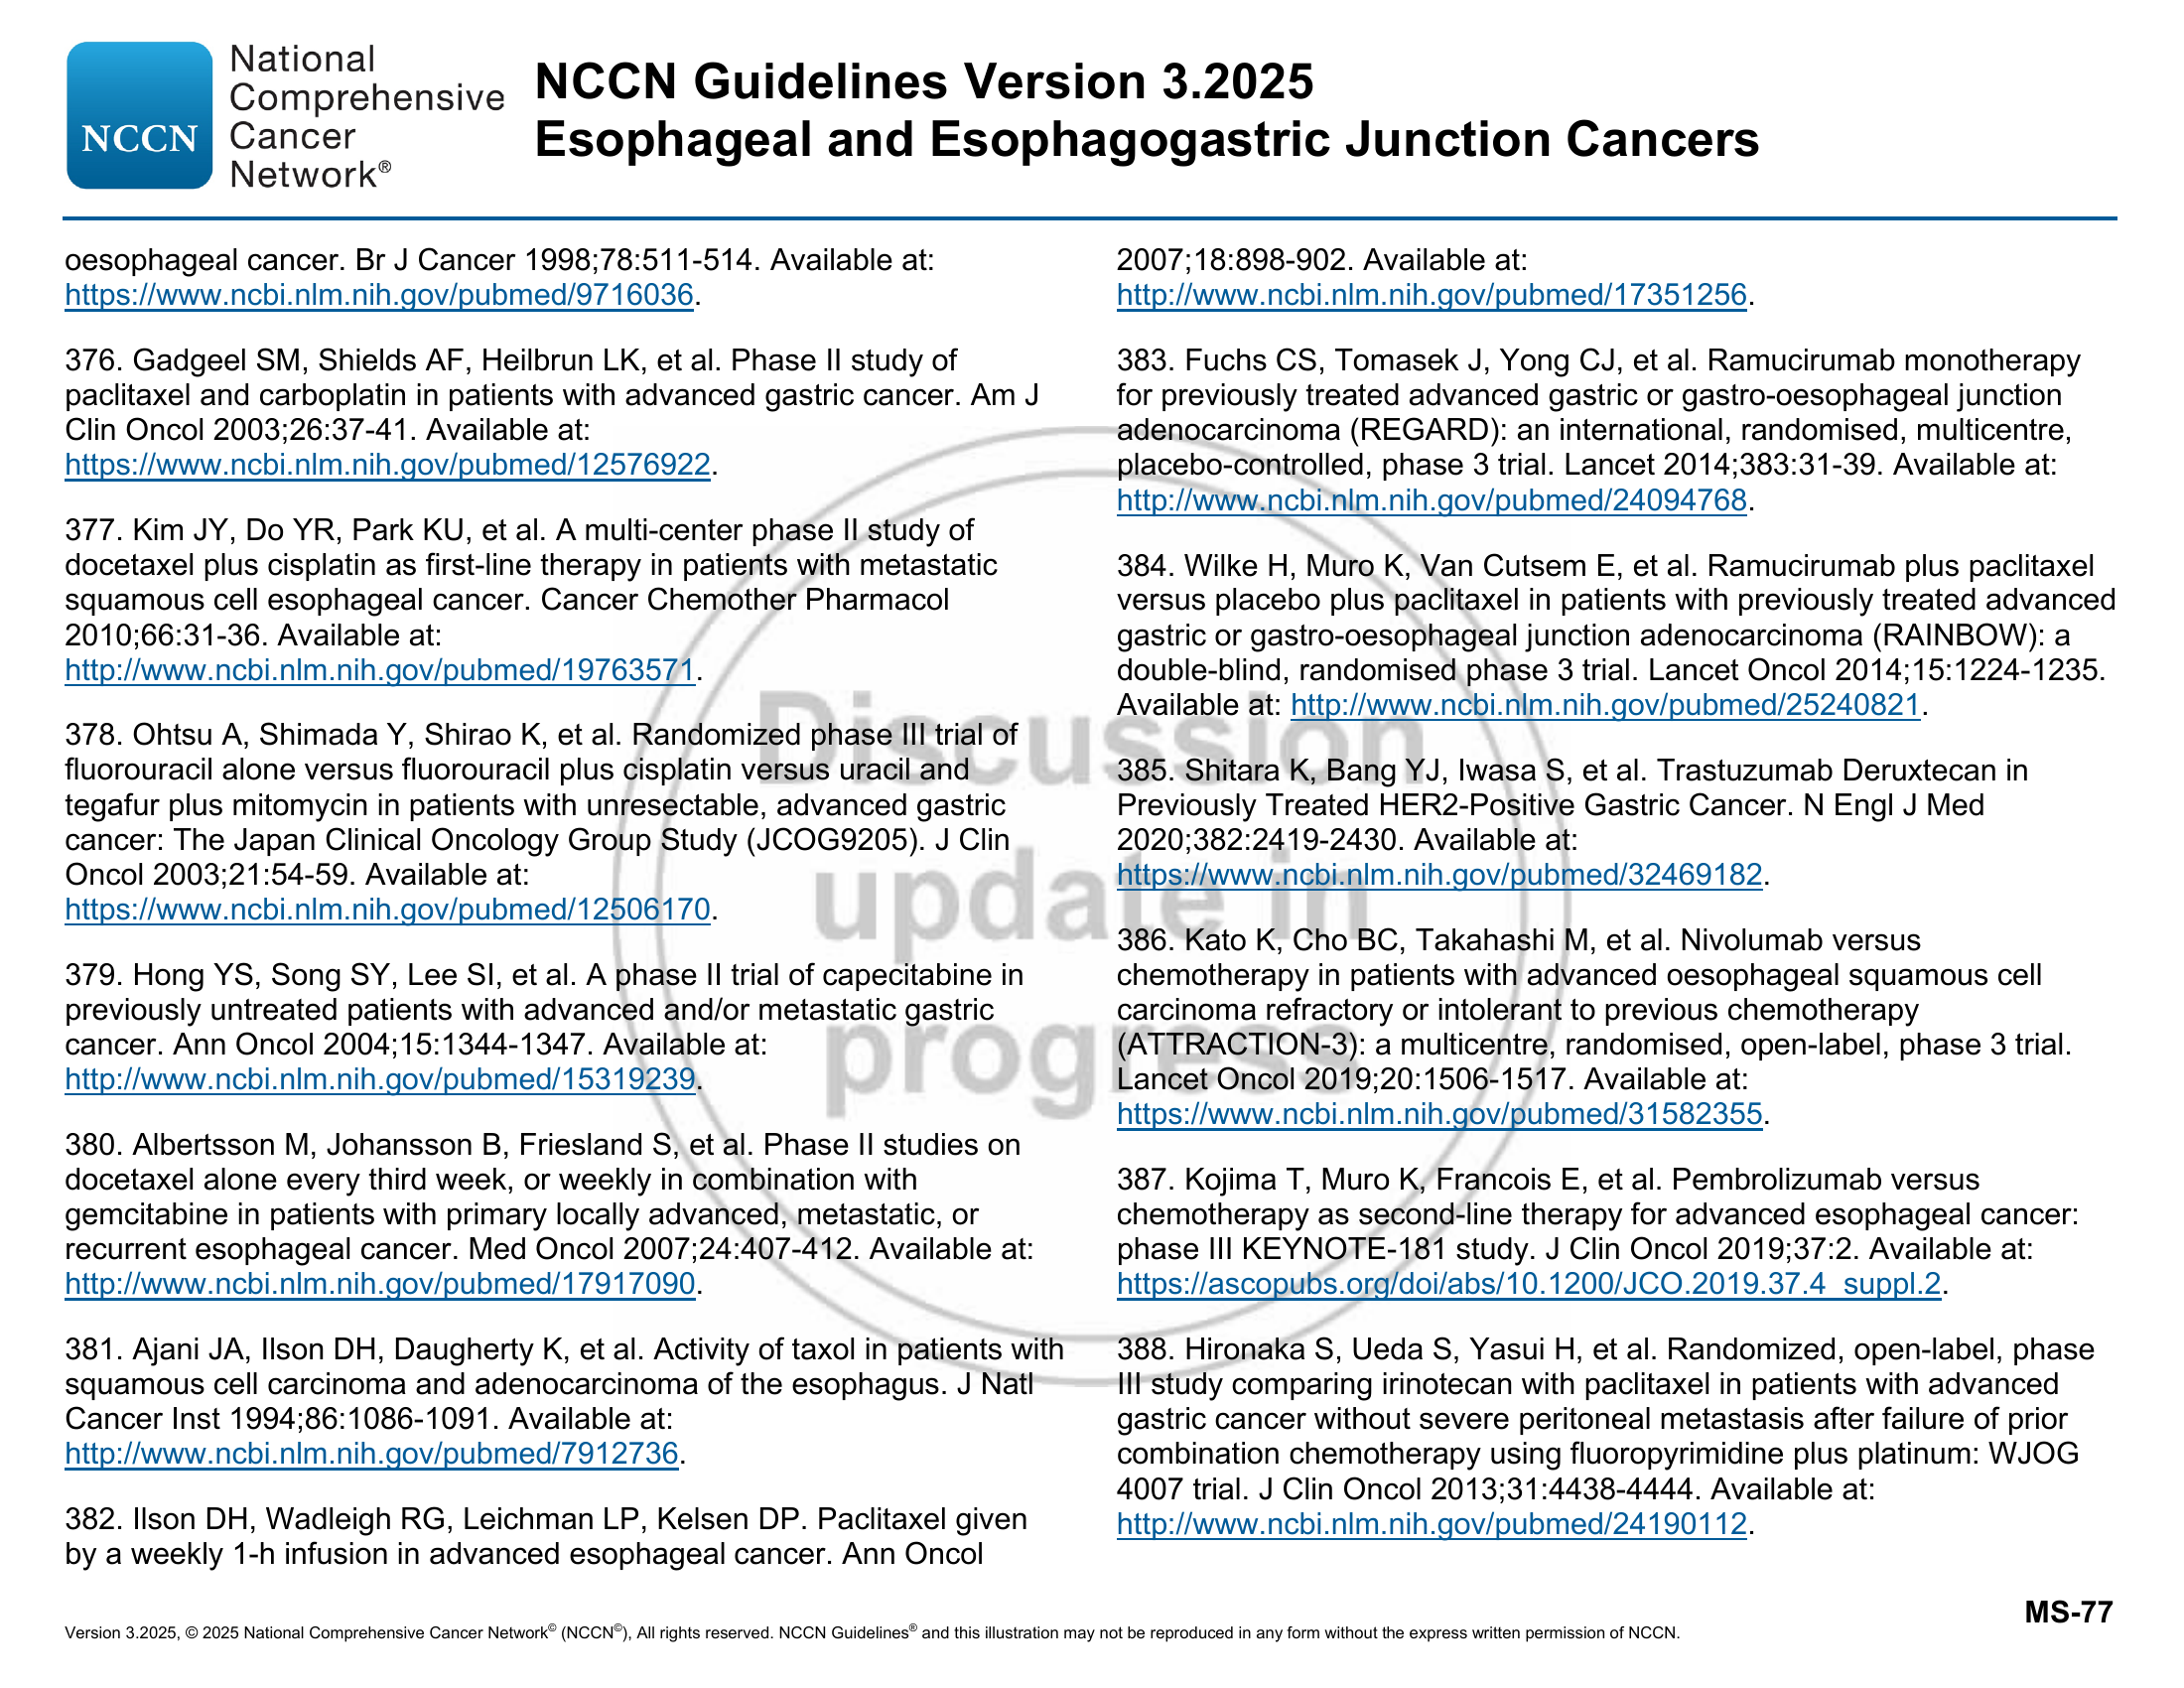 NCCN
National
Comprehensive
Cancer
Network®
NCCN Guidelines Version 3.2025
Esophageal and Esophagogastric Junction Cancers
oesophageal cancer. Br J Cancer 1998;78:511-514. Available at:
https://www.ncbi.nlm.nih.gov/pubmed/9716036.
376. Gadgeel SM, Shields AF, Heilbrun LK, et al. Phase II study of
paclitaxel and carboplatin in patients with advanced gastric cancer. Am J
Clin Oncol 2003;26:37-41. Available at:
https://www.ncbi.nlm.nih.gov/pubmed/12576922.
377. Kim JY, Do YR, Park KU, et al. A multi-center phase II study of
docetaxel plus cisplatin as first-line therapy in patients with metastatic
squamous cell esophageal cancer. Cancer Chemother Pharmacol
2010;66:31-36. Available at:
http://www.ncbi.nlm.nih.gov/pubmed/19763571.
378. Ohtsu A, Shimada Y, Shirao K, et al. Randomized phase III trial of
fluorouracil alone versus fluorouracil plus cisplatin versus uracil and
tegafur plus mitomycin in patients with unresectable, advanced gastric
cancer: The Japan Clinical Oncology Group Study (JCOG9205). J Clin
Oncol 2003;21:54-59. Available at:
https://www.ncbi.nlm.nih.gov/pubmed/12506170.
379. Hong YS, Song SY, Lee SI, et al. A phase II trial of capecitabine in
previously untreated patients with advanced and/or metastatic gastric
cancer. Ann Oncol 2004;15:1344-1347. Available at:
http://www.ncbi.nlm.nih.gov/pubmed/15319239.
380. Albertsson M, Johansson B, Friesland S, et al. Phase II studies on
docetaxel alone every third week, or weekly in combination with
gemcitabine in patients with primary locally advanced, metastatic, or
recurrent esophageal cancer. Med Oncol 2007;24:407-412. Available at:
http://www.ncbi.nlm.nih.gov/pubmed/17917090.
381. Ajani JA, Ilson DH, Daugherty K, et al. Activity of taxol in patients with
squamous cell carcinoma and adenocarcinoma of the esophagus. J Natl
Cancer Inst 1994;86:1086-1091. Available at:
http://www.ncbi.nlm.nih.gov/pubmed/7912736.
382. Ilson DH, Wadleigh RG, Leichman LP, Kelsen DP. Paclitaxel given
by a weekly 1-h infusion in advanced esophageal cancer. Ann Oncol
2007;18:898-902. Available at:
http://www.ncbi.nlm.nih.gov/pubmed/17351256.
383. Fuchs CS, Tomasek J, Yong CJ, et al. Ramucirumab monotherapy
for previously treated advanced gastric or gastro-oesophageal junction
adenocarcinoma (REGARD): an international, randomised, multicentre,
placebo-controlled, phase 3 trial. Lancet 2014;383:31-39. Available at:
http://www.ncbi.nlm.nih.gov/pubmed/24094768.
384. Wilke H, Muro K, Van Cutsem E, et al. Ramucirumab plus paclitaxel
versus placebo plus paclitaxel in patients with previously treated advanced
gastric or gastro-oesophageal junction adenocarcinoma (RAINBOW): a
double-blind, randomised phase 3 trial. Lancet Oncol 2014;15:1224-1235.
Available at: http://www.ncbi.nlm.nih.gov/pubmed/25240821.
385. Shitara K, Bang YJ, Iwasa S, et al. Trastuzumab Deruxtecan in
Previously Treated HER2-Positive Gastric Cancer. N Engl J Med
2020;382:2419-2430. Available at:
https://www.ncbi.nlm.nih.gov/pubmed/32469182.
386. Kato K, Cho BC, Takahashi M, et al. Nivolumab versus
chemotherapy in patients with advanced oesophageal squamous cell
carcinoma refractory or intolerant to previous chemotherapy
(ATTRACTION-3): a multicentre, randomised, open-label, phase 3 trial.
Lancet Oncol 2019;20:1506-1517. Available at:
https://www.ncbi.nlm.nih.gov/pubmed/31582355.
387. Kojima T, Muro K, Francois E, et al. Pembrolizumab versus
chemotherapy as second-line therapy for advanced esophageal cancer:
phase III KEYNOTE-181 study. J Clin Oncol 2019;37:2. Available at:
https://ascopubs.org/doi/abs/10.1200/JCO.2019.37.4_suppl.2.
388. Hironaka S, Ueda S, Yasui H, et al. Randomized, open-label, phase
III study comparing irinotecan with paclitaxel in patients with advanced
gastric cancer without severe peritoneal metastasis after failure of prior
combination chemotherapy using fluoropyrimidine plus platinum: WJOG
4007 trial. J Clin Oncol 2013;31:4438-4444. Available at:
http://www.ncbi.nlm.nih.gov/pubmed/24190112.
Discussion
update in
progress
MS-77
Version 3.2025, © 2025 National Comprehensive Cancer Network© (NCCN©), All rights reserved. NCCN Guidelines® and this illustration may not be reproduced in any form without the express written permission of NCCN.